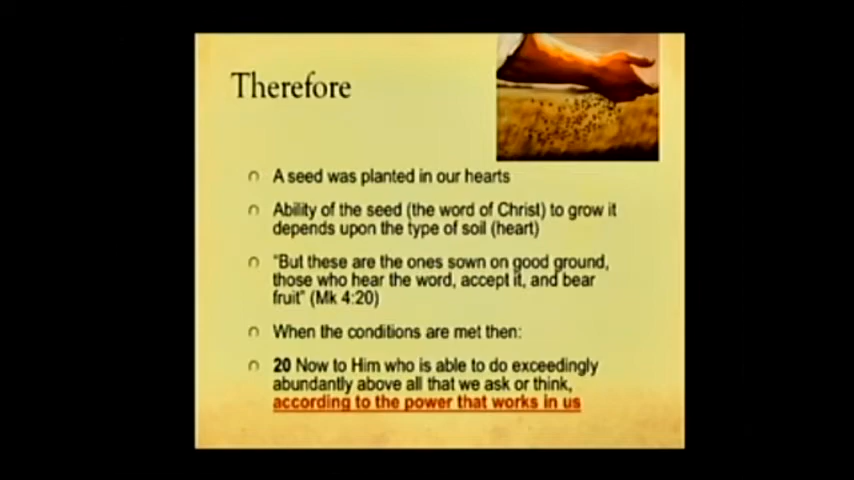 Therefore
A seed was planted in our hearts
Ability of the seed (the word of Christ) to grow it
depends upon the type of soil (heart)
“But these are the ones sown on good ground,
those who hear the word, accept it, and bear
fruit” (Mk 4:20)
When the conditions are met then:
20 Now to Him who is able to do exceedingly
abundantly above all that we ask or think,
according to the power that works in us